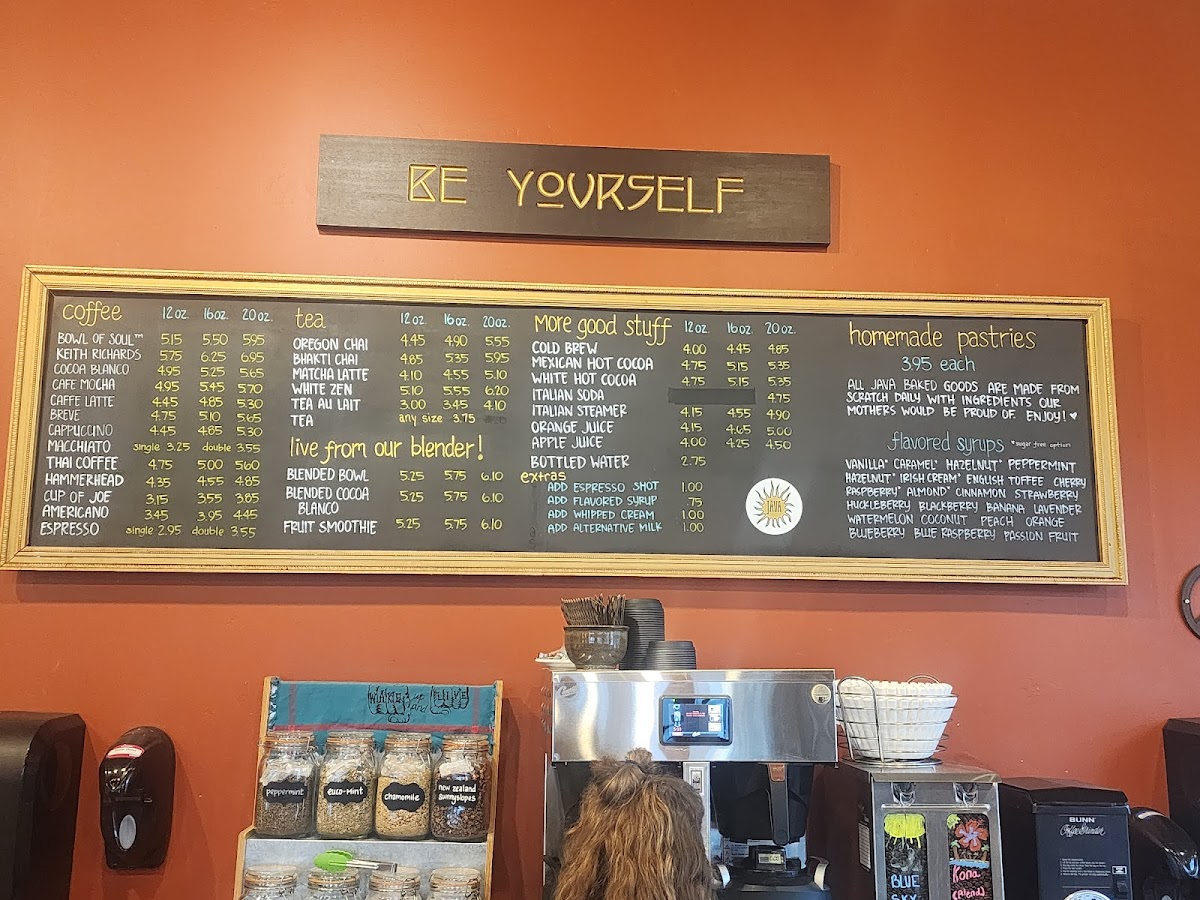 BE YOURSELF
coffee 12 oz. 16 oz. 20 oz.
BOWL OF SOUL™ 5.15 5.50 5.95
KEITH RICHARDS 5.75 6.25 6.95
COCOA BLANCO 4.95 5.25 5.65
CAFE MOCHA 4.95 5.45 5.70
CAFFE LATTE 4.45 4.85 5.30
BREVE 4.75 5.10 5.65
CAPPUCCINO 4.45 4.85 5.30
MACCHIATO single 3.25 double 3.55
THAI COFFEE 4.75 5.00 5.60
HAMMERHEAD 4.35 4.55 4.85
CUP OF JOE 3.15 3.55 3.85
AMERICANO 3.45 3.95 4.45
ESPRESSO single 2.95 double 3.55
tea 12 oz. 16 oz. 20 oz.
OREGON CHAI 4.45 4.90 5.55
BHAKTI CHAI 4.85 5.35 5.95
MATCHA LATTE 4.10 4.55 5.10
WHITE ZEN 5.10 5.55 6.20
TEA AU LAIT 3.00 3.45 4.10
TEA any size 3.75
live from our blender!
BLENDED BOWL 5.25 5.75 6.10
BLENDED COCOA 5.25 5.75 6.10
BLANCO
FRUIT SMOOTHIE 5.25 5.75 6.10
More good stuff 12 oz. 16 oz. 20 oz.
COLD BREW 4.00 4.45 4.85
MEXICAN HOT COCOA 4.75 5.15 5.35
WHITE HOT COCOA 4.75 5.15 5.35
ITALIAN SODA 4.75
ITALIAN STEAMER 4.15 4.55 4.90
ORANGE JUICE 4.15 4.65 5.00
APPLE JUICE 4.00 4.25 4.50
BOTTLED WATER 2.75
extras
ADD ESPRESSO SHOT 1.00
ADD FLAVORED SYRUP .75
ADD WHIPPED CREAM 1.00
ADD ALTERNATIVE MILK 1.00
JAVA
homemade pastries
3.95 each
ALL JAVA BAKED GOODS ARE MADE FROM
SCRATCH DAILY WITH INGREDIENTS OUR
MOTHERS WOULD BE PROUD OF. ENJOY! ♥
flavored syrups *sugar free option
VANILLA* CARAMEL* HAZELNUT* PEPPERMINT
HAZELNUT* IRISH CREAM* ENGLISH TOFFEE CHERRY
RASPBERRY* ALMOND* CINNAMON STRAWBERRY
HUCKLEBERRY BLACKBERRY BANANA LAVENDER
WATERMELON COCONUT PEACH ORANGE
BLUEBERRY BLUE RASPBERRY PASSION FRUIT
peppermint
euco-mint
chamomile
new zealand
sunnyslopes
BLUE
SKY
Kona
(Blend)
BUNN
Coffee Grinder